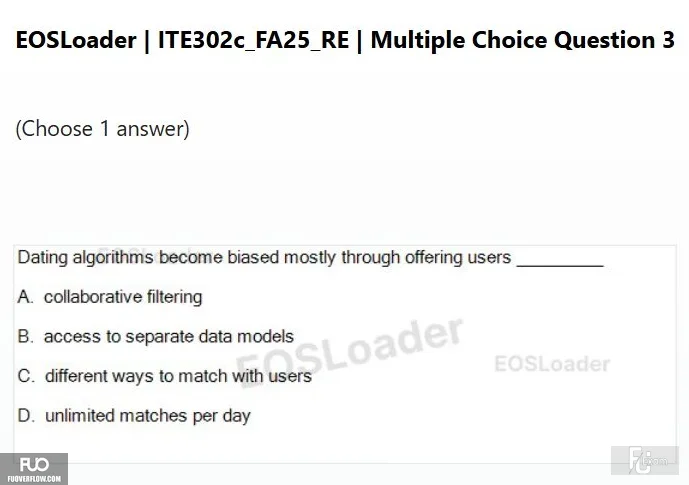 EOSLoader | ITE302c_FA25_RE | Multiple Choice Question 3
(Choose 1 answer)
EOSLoader
Dating algorithms become biased mostly through offering users __________
A. collaborative filtering
B. access to separate data models
EOSLoader
EOSLoader
C. different ways to match with users
D. unlimited matches per day
FUO
FUOVERFLOW.COM